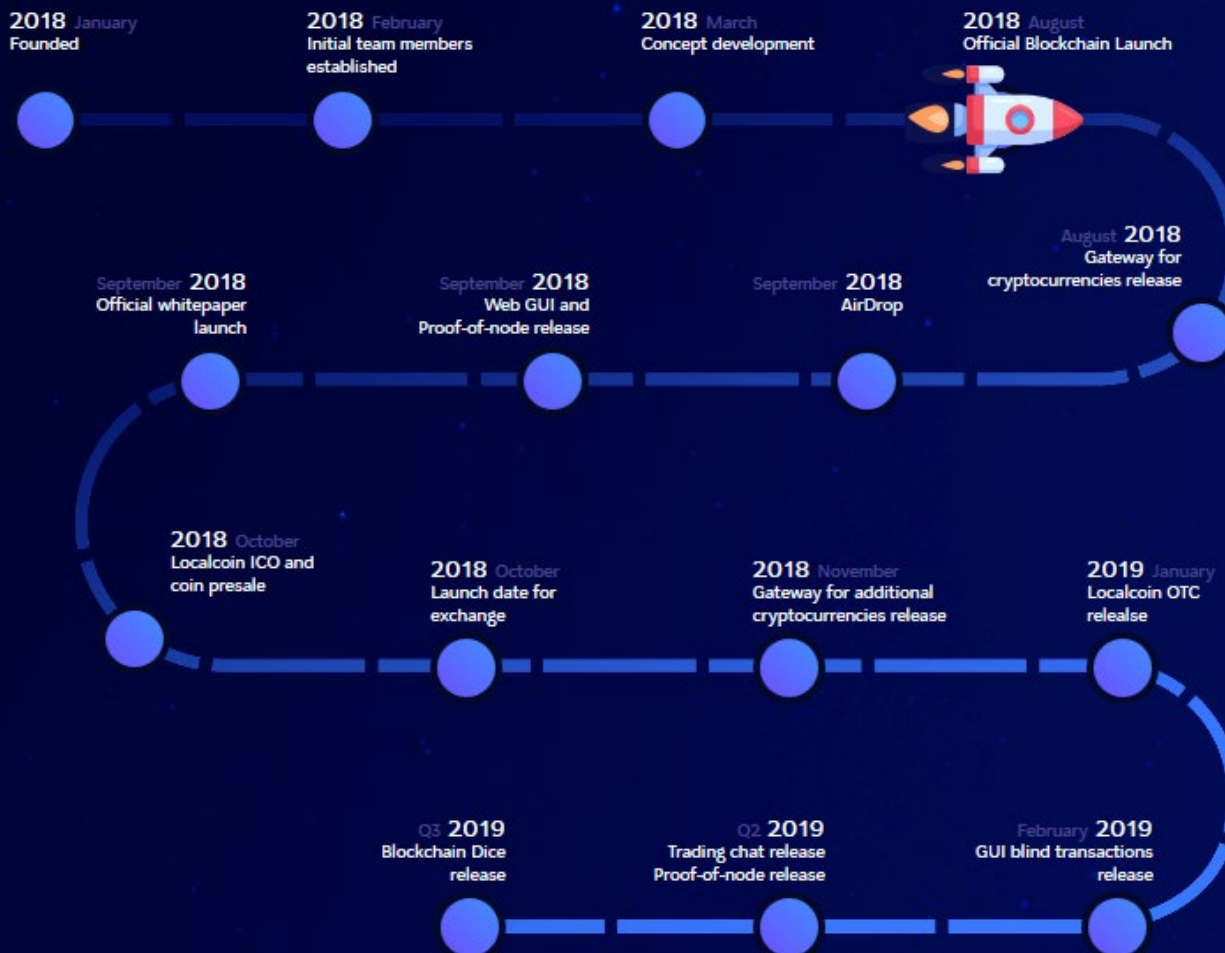 2018 January
Founded
2018 February
Initial team members
established
2018 March
Concept development
2018 August
Official Blockchain Launch
August 2018
Gateway for
cryptocurrencies release
September 2018
AirDrop
September 2018
Web GUI and
Proof-of-node release
September 2018
Official whitepaper
launch
2018 October
Localcoin ICO and
coin presale
2018 October
Launch date for
exchange
2018 November
Gateway for additional
cryptocurrencies release
2019 January
Localcoin OTC
relealse
February 2019
GUI blind transactions
release
Q2 2019
Trading chat release
Proof-of-node release
Q3 2019
Blockchain Dice
release